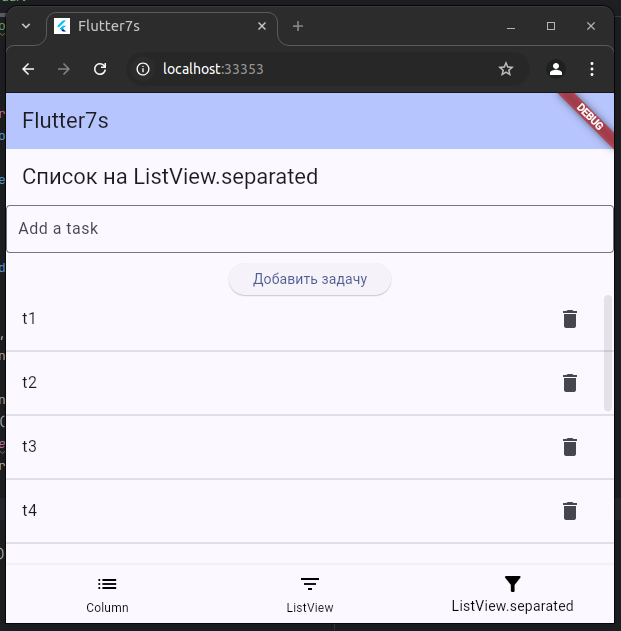 Flutter7s
localhost:33353
Flutter7s
DEBUG
Список на ListView.separated
Add a task
Добавить задачу
t1
t2
t3
t4
Column
ListView
ListView.separated